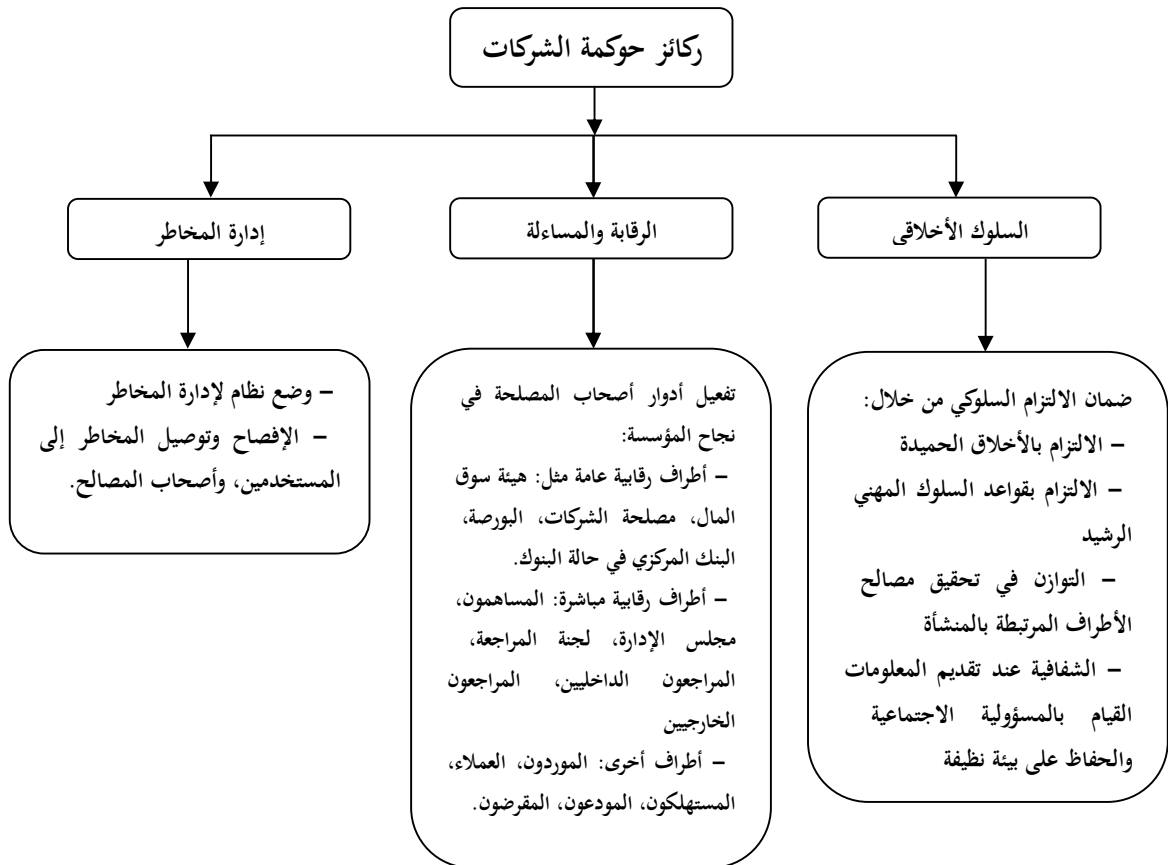 ركائز حوكمة الشركات
السلوك الأخلاقى
الرقابة والمساءلة
إدارة المخاطر
ضمان الالتزام السلوكي من خلال:
– الالتزام بالأخلاق الحميدة
– الالتزام بقواعد السلوك المهني
الرشيد
– التوازن في تحقيق مصالح
الأطراف المرتبطة بالمنشأة
– الشفافية عند تقديم المعلومات
القيام بالمسؤولية الاجتماعية
والحفاظ على بيئة نظيفة
تفعيل أدوار أصحاب المصلحة في
نجاح المؤسسة:
– أطراف رقابية عامة مثل: هيئة سوق
المال، مصلحة الشركات، البورصة،
البنك المركزي في حالة البنوك.
– أطراف رقابية مباشرة: المساهمون،
مجلس الإدارة، لجنة المراجعة،
المراجعون الداخليين، المراجعون
الخارجيين
– أطراف أخرى: الموردون، العملاء،
المستهلكون، المودعون، المقرضون.
– وضع نظام لإدارة المخاطر
– الإفصاح وتوصيل المخاطر إلى
المستخدمين، وأصحاب المصالح.